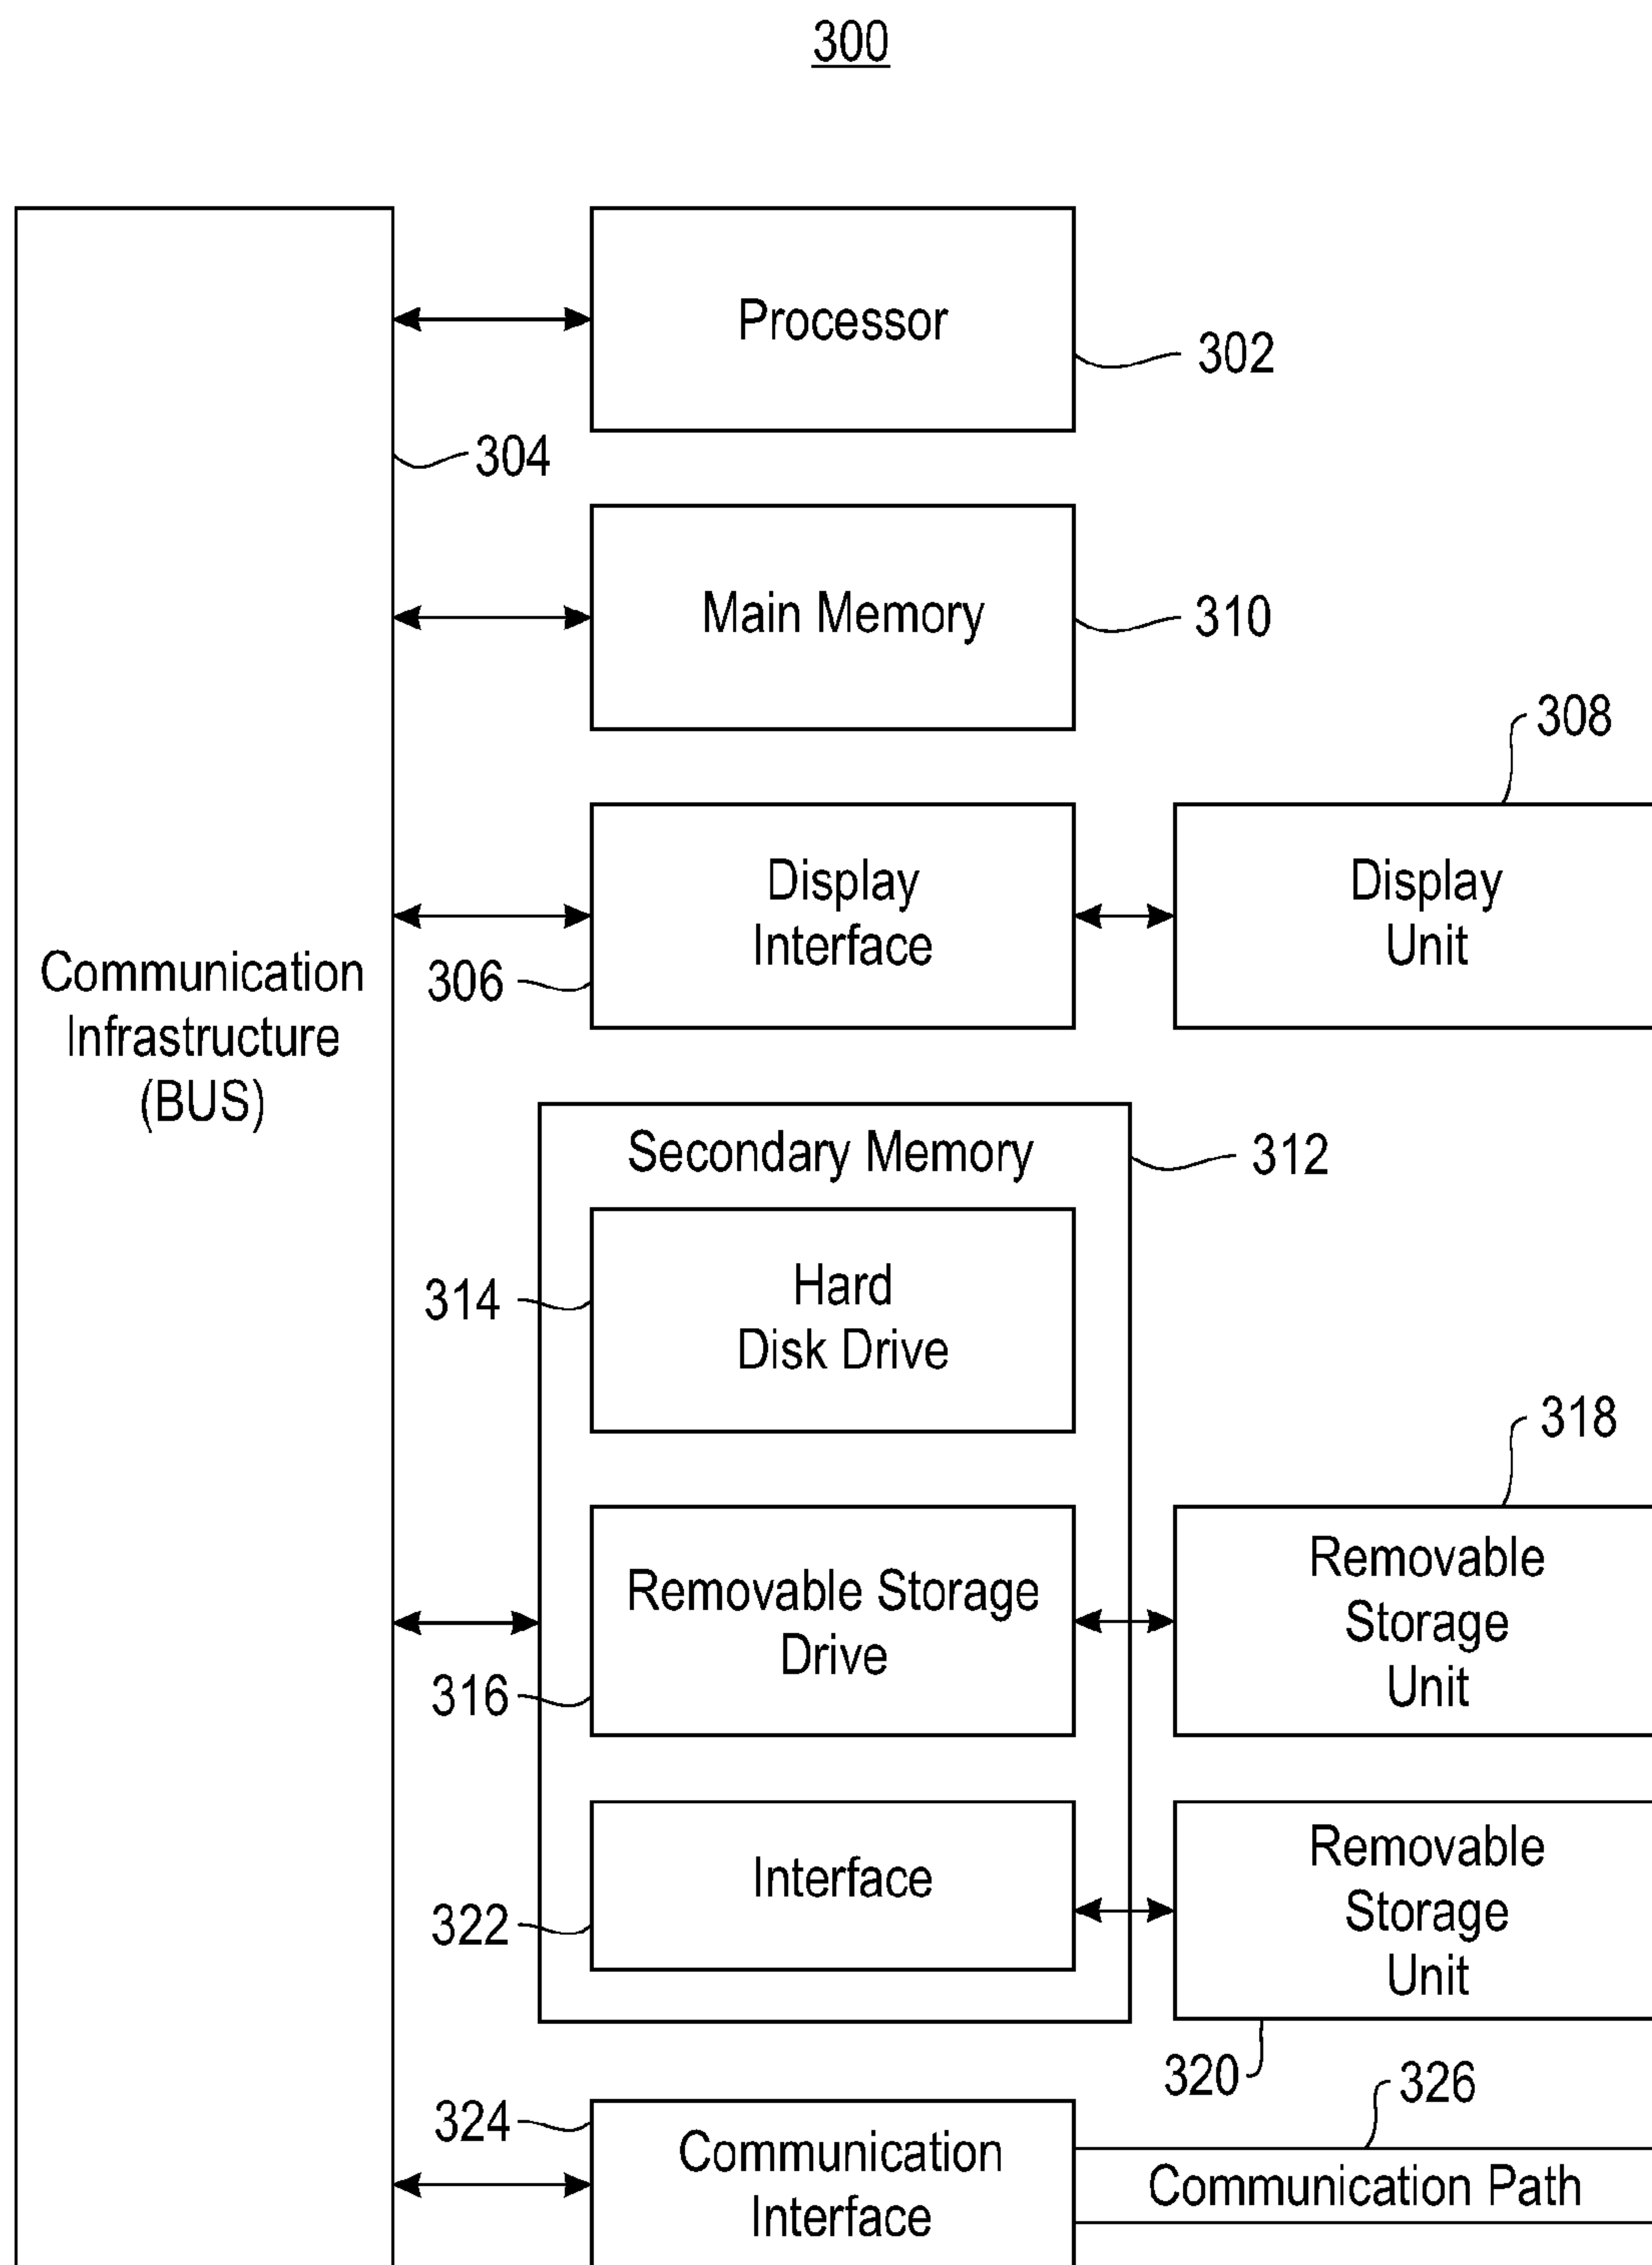 300
Processor
302
304
Main Memory
310
308
Display
Interface
306
Display
Unit
Communication
Infrastructure
(BUS)
Secondary Memory
312
Hard
Disk Drive
314
318
Removable Storage
Drive
316
Removable
Storage
Unit
Interface
322
Removable
Storage
Unit
320
326
324
Communication
Interface
Communication Path